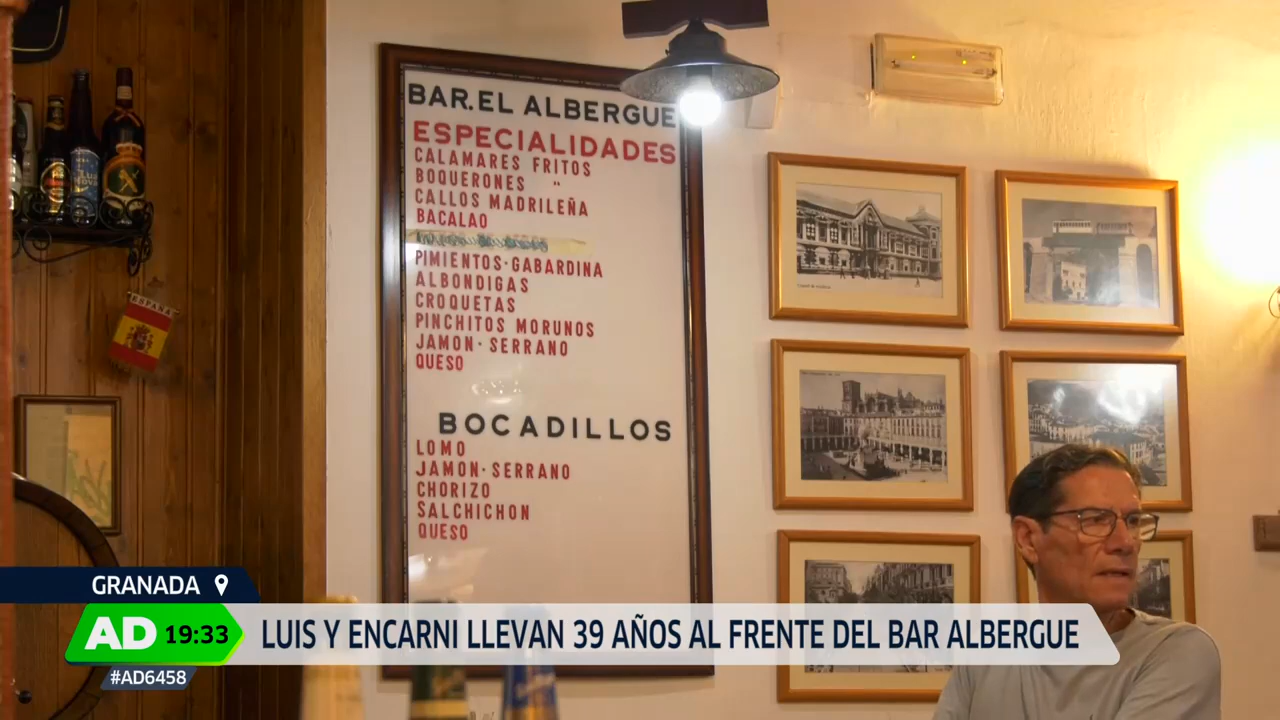 BAR. EL ALBERGUE
ESPECIALIDADES
CALAMARES FRITOS
BOQUERONES "
CALLOS MADRILEÑA
BACALAO
PIMIENTOS·GABARDINA
ALBONDIGAS
CROQUETAS
PINCHITOS MORUNOS
JAMON·SERRANO
QUESO
BOCADILLOS
LOMO
JAMON·SERRANO
CHORIZO
SALCHICHON
QUESO
ESPAÑA
GRANADA
AD 19:33
LUIS Y ENCARNI LLEVAN 39 AÑOS AL FRENTE DEL BAR ALBERGUE
#AD6458